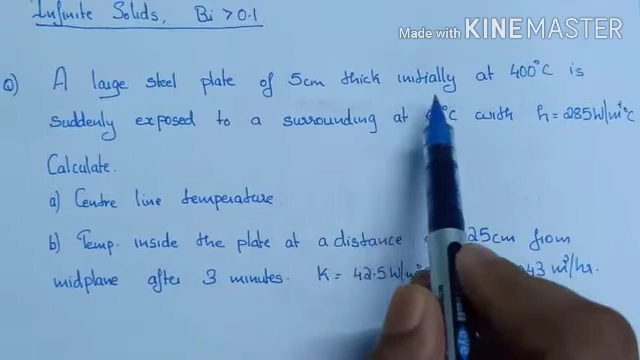 Made with KINEMASTER
Infinite Solids, Bi > 0.1
Q) A large steel plate of 5cm thick initially at 400°C is
suddenly exposed to a surrounding at °C with h = 285W/m²°C
Calculate.
a) Centre line temperature
b) Temp. inside the plate at a distance 25cm from
midplane after 3 minutes. K = 42.5W/m° 43 m²/hr.